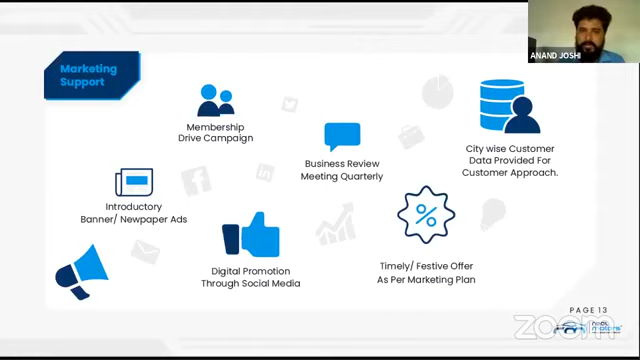 ANAND JOSHI
Marketing
Support
Membership
Drive Campaign
Business Review
Meeting Quarterly
City wise Customer
Data Provided For
Customer Approach.
Introductory
Banner/ Newpaper Ads
Digital Promotion
Through Social Media
%
Timely/ Festive Offer
As Per Marketing Plan
PAGE 13
motors
zoom